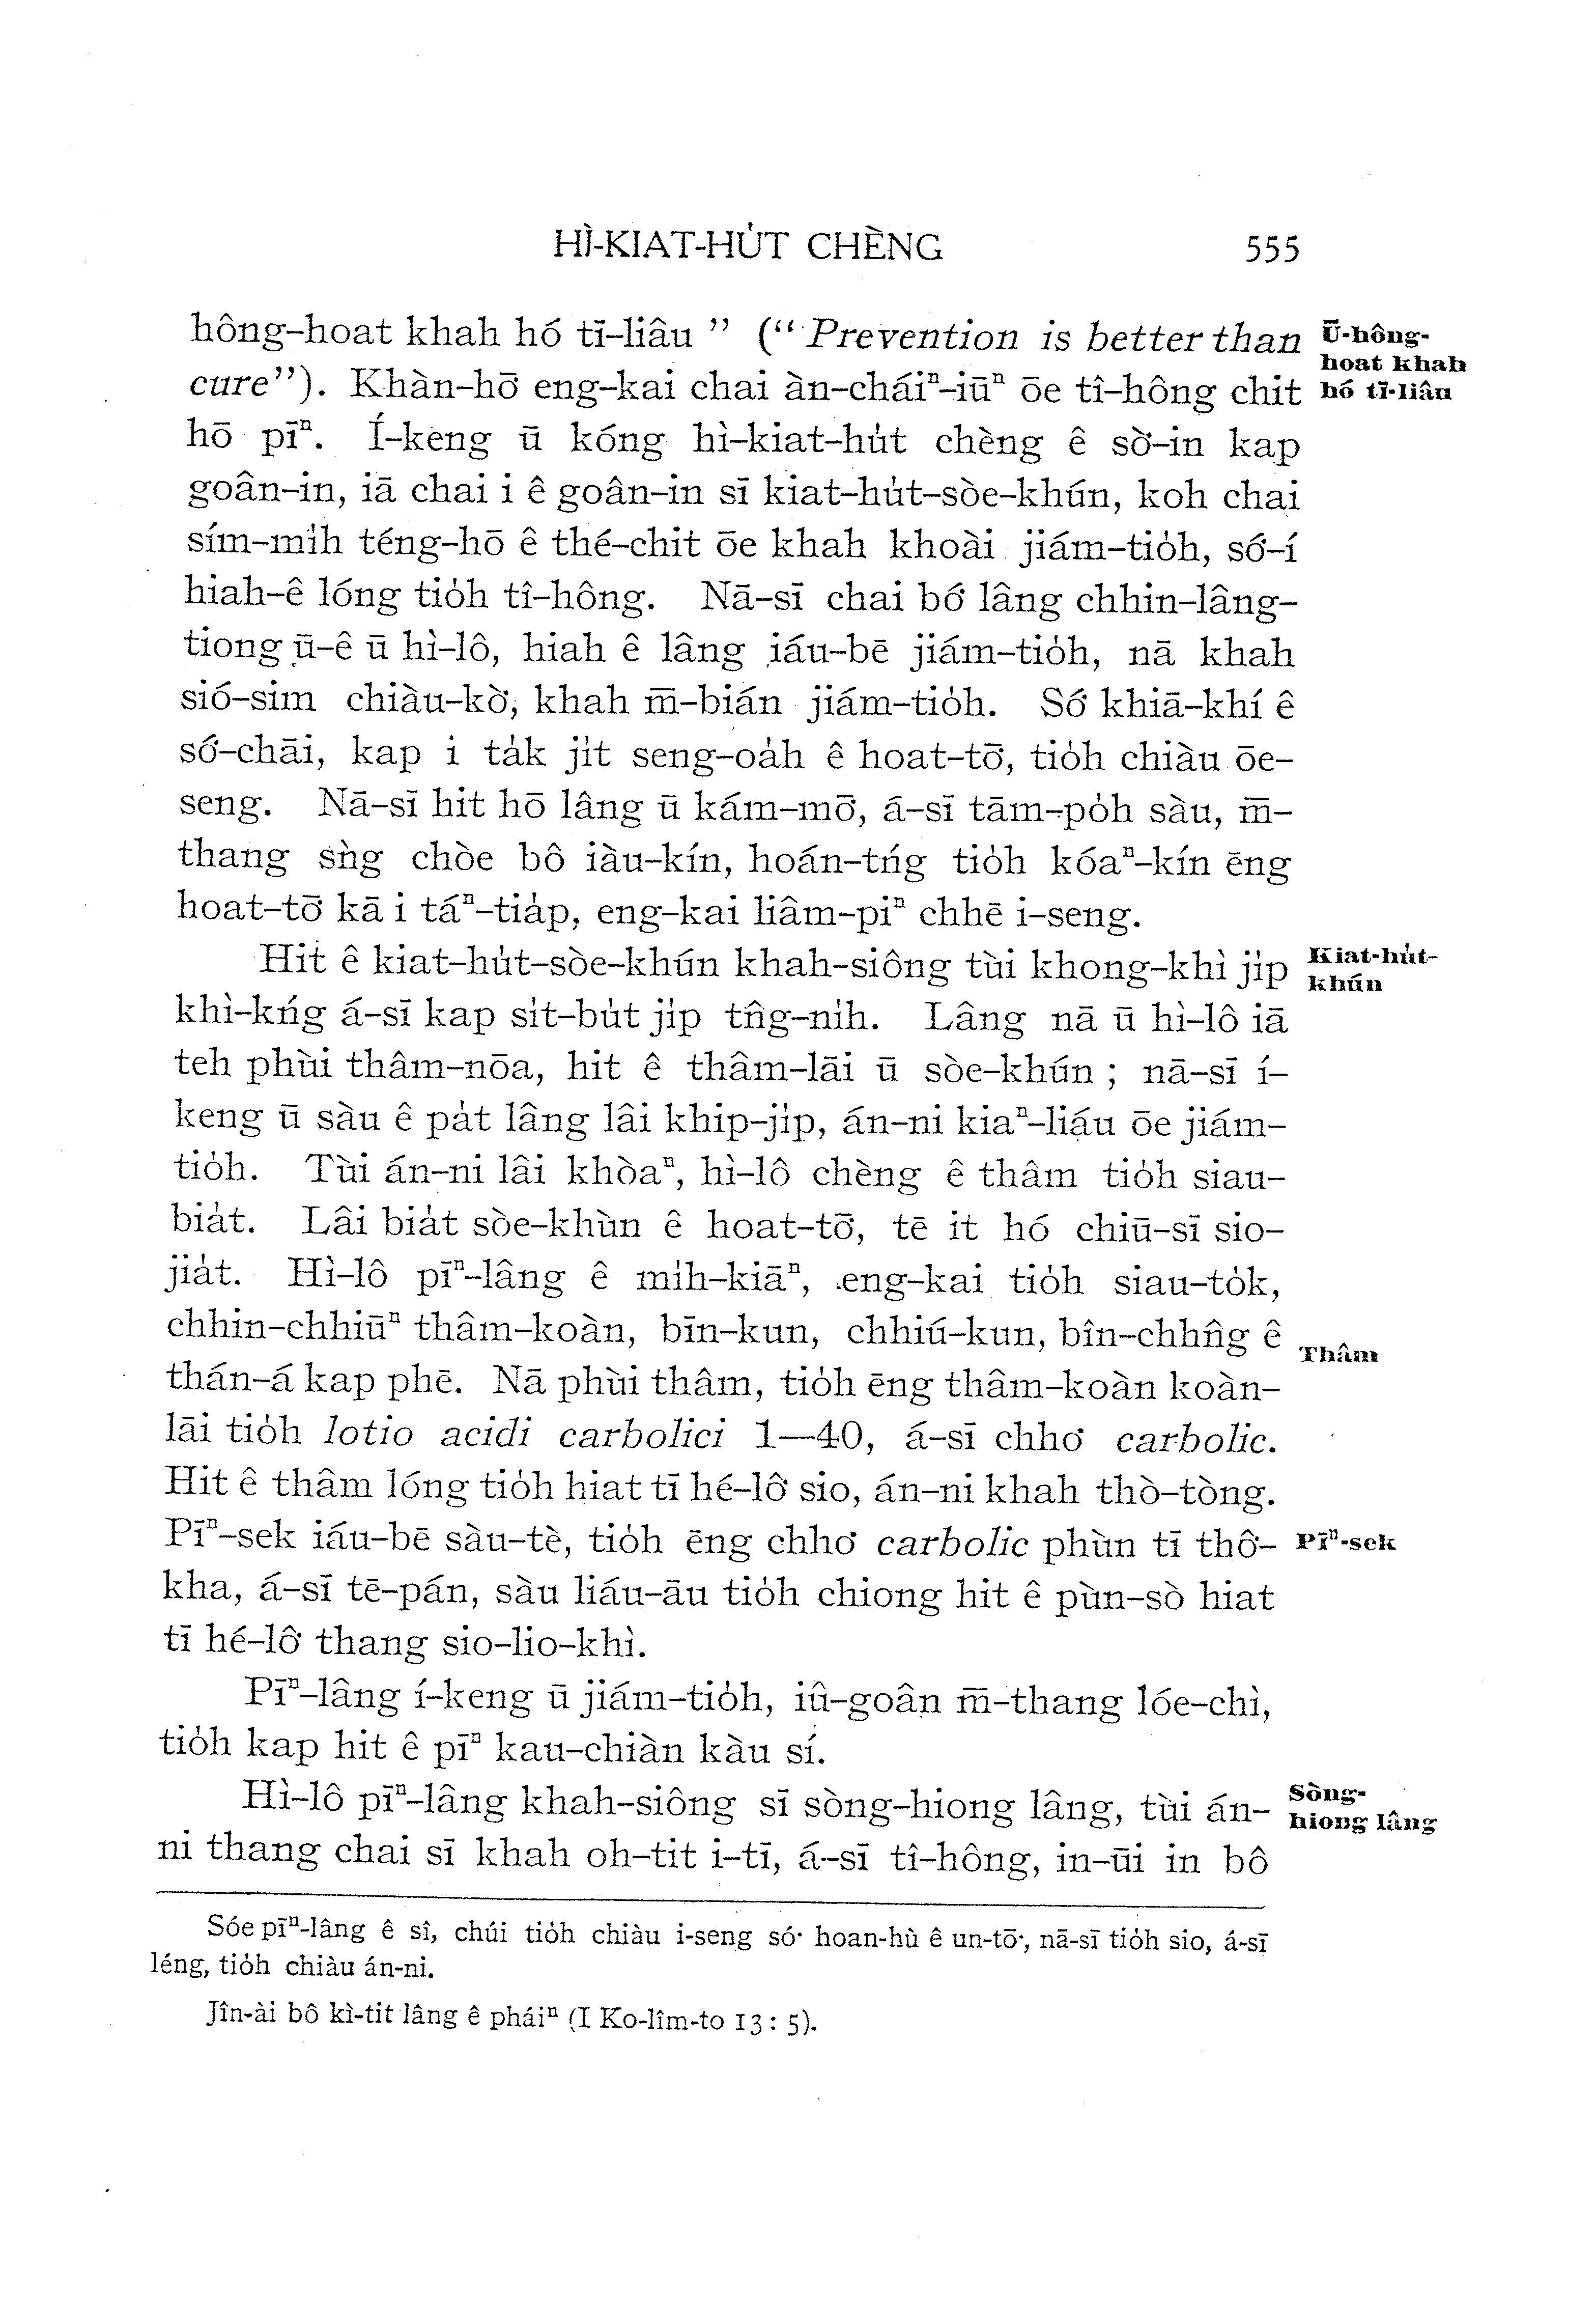 HÌ-KIAT-HU̍T CHÈNG 555
hông-hoat khah hó tī-liâu ” (“ Prevention is better than
cure”). Khàn-hō͘ eng-kai chai àn-cháiⁿ-iūⁿ ōe tî-hông chit
hō pīⁿ. Í-keng ū kóng hì-kiat-hu̍t chèng ê sò͘-in kap
goân-in, iā chai i ê goân-in sī kiat-hu̍t-sòe-khún, koh chai
sím-mi̍h téng-hō ê thé-chit ōe khah khoài jiám-tio̍h, só͘-í
hiah-ê lóng tio̍h tî-hông. Nā-sī chai bó͘ lâng chhin-lâng-
tiong ū-ê ū hì-lô, hiah ê lâng iáu-bē jiám-tio̍h, nā khah
sió-sim chiàu-kò͘, khah m̄-bián jiám-tio̍h. Só͘ khiā-khí ê
só͘-chāi, kap i ta̍k ji̍t seng-oa̍h ê hoat-tō͘, tio̍h chiàu ōe-
seng. Nā-sī hit hō lâng ū kám-mō͘, á-sī tām-po̍h sàu, m̄-
thang sǹg chòe bô iàu-kín, hoán-tńg tio̍h kóaⁿ-kín ēng
hoat-tō͘ kā i táⁿ-tia̍p, eng-kai liâm-piⁿ chhē i-seng.
Hit ê kiat-hu̍t-sòe-khún khah-siông tùi khong-khì ji̍p
khì-kńg á-sī kap si̍t-bu̍t ji̍p tn̂g-nih. Lâng nā ū hì-lô iā
teh phùi thâm-nōa, hit ê thâm-lāi ū sòe-khún ; nā-sī í-
keng ū sàu ê pa̍t lâng lâi khip-ji̍p, án-ni kiaⁿ-liáu ōe jiám-
tio̍h. Tùi án-ni lâi khòaⁿ, hì-lô chèng ê thâm tio̍h siau-
bia̍t. Lâi bia̍t sòe-khùn ê hoat-tō͘, tē it hó chiū-sī sio-
jia̍t. Hì-lô pīⁿ-lâng ê mi̍h-kiāⁿ, eng-kai tio̍h siau-to̍k,
chhin-chhiūⁿ thâm-koàn, bīn-kun, chhiú-kun, bîn-chhn̂g ê
thán-á kap phē. Nā phùi thâm, tio̍h ēng thâm-koàn koàn-
lāi tio̍h lotio acidi carbolici 1—40, á-sī chho͘ carbolic.
Hit ê thâm lóng tio̍h hiat tī hé-lô͘ sio, án-ni khah thò-tòng.
Pīⁿ-sek iáu-bē sàu-tè, tio̍h ēng chho͘ carbolic phùn tī thô͘-
kha, á-sī tē-pán, sàu liáu-āu tio̍h chiong hit ê pùn-sò hiat
tī hé-lô͘ thang sio-lio-khì.
Pīⁿ-lâng í-keng ū jiám-tio̍h, iû-goân m̄-thang lóe-chì,
tio̍h kap hit ê pīⁿ kau-chiàn kàu sí.
Hì-lô pīⁿ-lâng khah-siông sī sòng-hiong lâng, tùi án-
ni thang chai sī khah oh-tit i-tī, á-sī tî-hông, in-ūi in bô
Ū-hông-
hoat khah
hó tī-liâu
Kiat-hu̍t-
khún
Thâm
Pīⁿ-sek
Sòng-
hiong lâng
Sóe pīⁿ-lâng ê sî, chúi tio̍h chiàu i-seng só͘ hoan-hù ê un-tō͘, nā-sī tio̍h sio, á-sī
léng, tio̍h chiàu án-ni.
Jîn-ài bô kì-tit lâng ê pháiⁿ (I Ko-lîm-to 13 : 5).